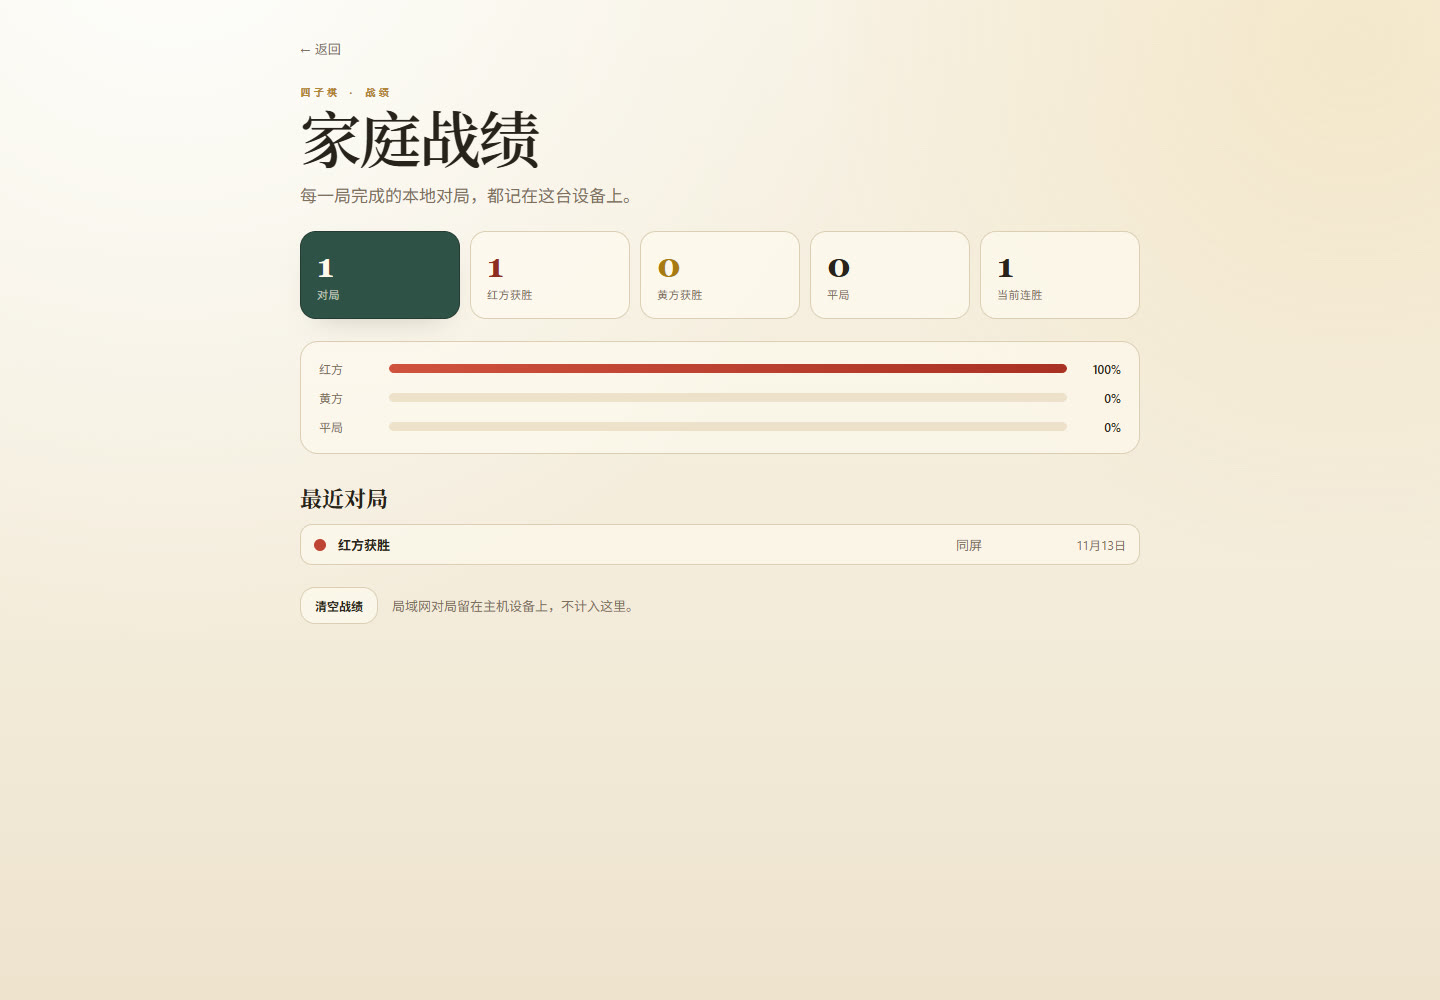 ← 返回
四子棋 · 战绩
家庭战绩
每一局完成的本地对局，都记在这台设备上。
1
对局
1
红方获胜
0
黄方获胜
0
平局
1
当前连胜
红方 100%
黄方 0%
平局 0%
最近对局
红方获胜 同屏 11月13日
清空战绩 局域网对局留在主机设备上，不计入这里。